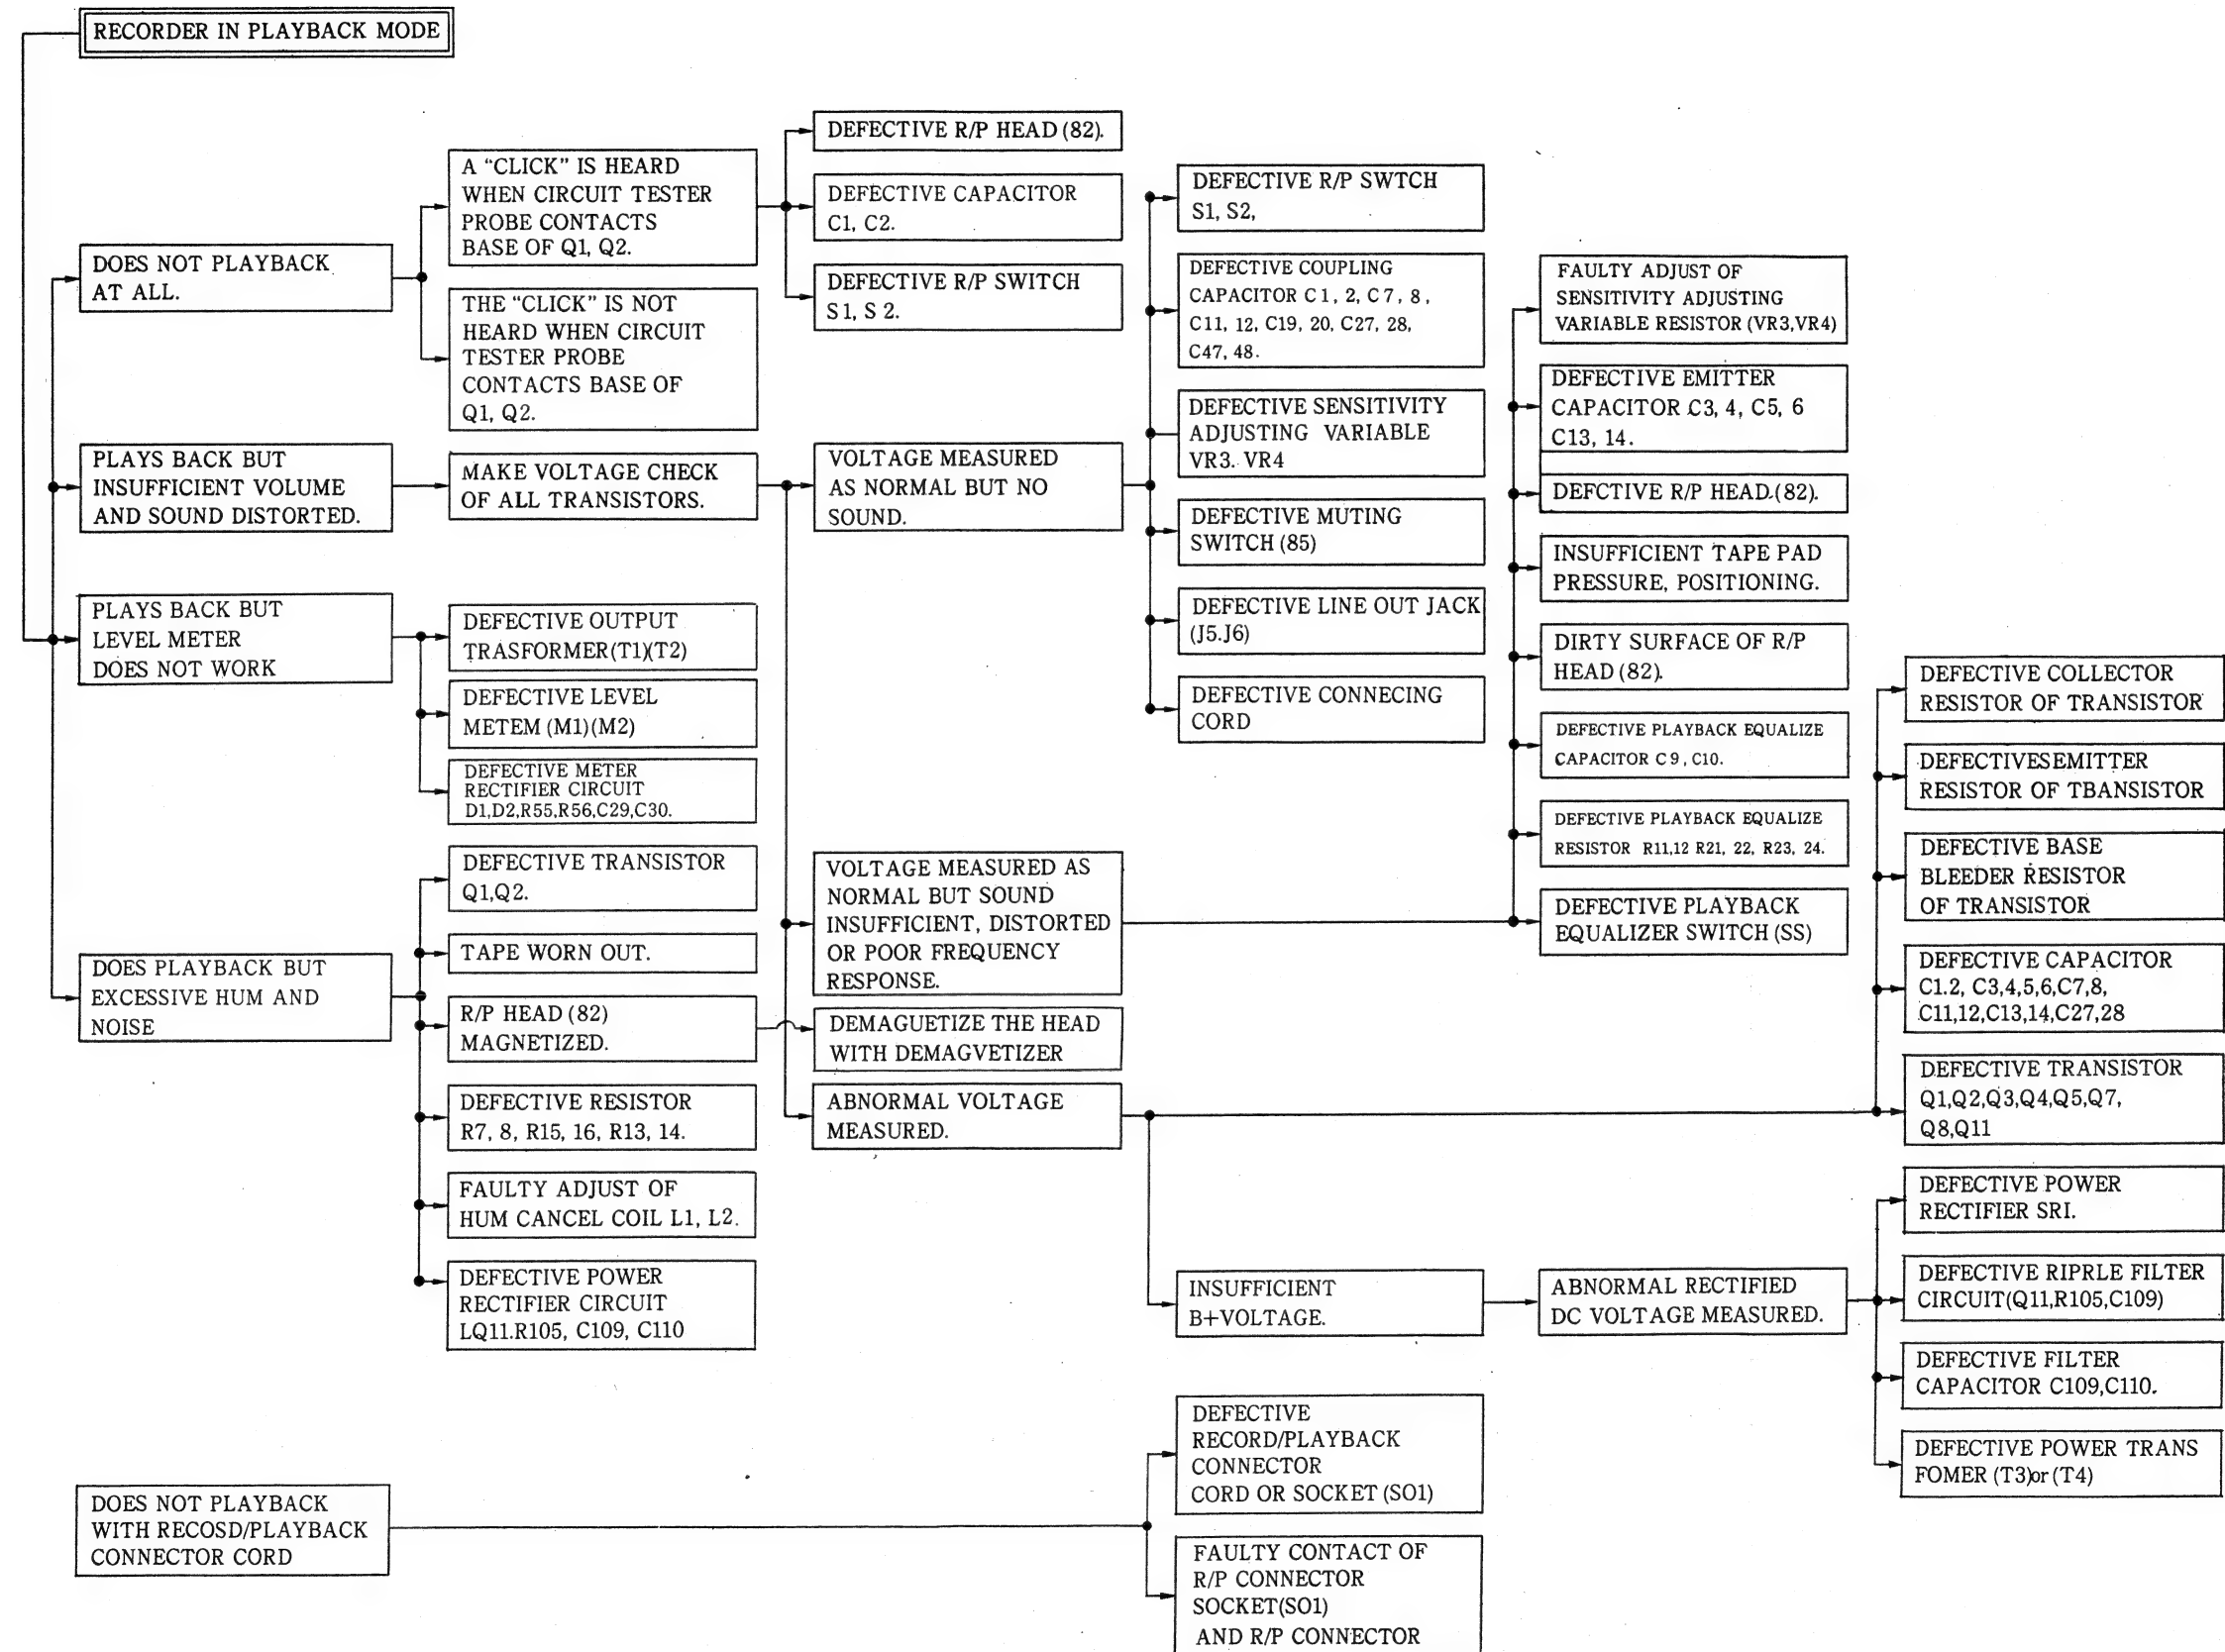 RECORDER IN PLAYBACK MODE
DOES NOT PLAYBACK
AT ALL.
PLAYS BACK BUT
INSUFFICIENT VOLUME
AND SOUND DISTORTED.
PLAYS BACK BUT
LEVEL METER
DOES NOT WORK
DOES PLAYBACK BUT
EXCESSIVE HUM AND
NOISE
DOES NOT PLAYBACK
WITH RECOSD/PLAYBACK
CONNECTOR CORD
A “CLICK” IS HEARD
WHEN CIRCUIT TESTER
PROBE CONTACTS
BASE OF Q1, Q2.
THE “CLICK” IS NOT
HEARD WHEN CIRCUIT
TESTER PROBE
CONTACTS BASE OF
Q1, Q2.
MAKE VOLTAGE CHECK
OF ALL TRANSISTORS.
DEFECTIVE OUTPUT
TRASFORMER(T1)(T2)
DEFECTIVE LEVEL
METEM (M1)(M2)
DEFECTIVE METER
RECTIFIER CIRCUIT
D1,D2,R55,R56,C29,C30.
DEFECTIVE TRANSISTOR
Q1,Q2.
TAPE WORN OUT.
R/P HEAD (82)
MAGNETIZED.
DEFECTIVE RESISTOR
R7, 8, R15, 16, R13, 14.
FAULTY ADJUST OF
HUM CANCEL COIL L1, L2.
DEFECTIVE POWER
RECTIFIER CIRCUIT
LQ11.R105, C109, C110
DEFECTIVE R/P HEAD (82).
DEFECTIVE CAPACITOR
C1, C2.
DEFECTIVE R/P SWITCH
S1, S 2.
VOLTAGE MEASURED
AS NORMAL BUT NO
SOUND.
VOLTAGE MEASURED AS
NORMAL BUT SOUND
INSUFFICIENT, DISTORTED
OR POOR FREQUENCY
RESPONSE.
DEMAGUETIZE THE HEAD
WITH DEMAGVETIZER
ABNORMAL VOLTAGE
MEASURED.
DEFECTIVE R/P SWTCH
S1, S2,
DEFECTIVE COUPLING
CAPACITOR C 1, 2, C 7, 8,
C11, 12, C19, 20, C27, 28,
C47, 48.
DEFECTIVE SENSITIVITY
ADJUSTING VARIABLE
VR3. VR4
DEFECTIVE MUTING
SWITCH (85)
DEFECTIVE LINE OUT JACK
(J5.J6)
DEFECTIVE CONNECING
CORD
INSUFFICIENT
B+VOLTAGE.
DEFECTIVE
RECORD/PLAYBACK
CONNECTOR
CORD OR SOCKET (SO1)
FAULTY CONTACT OF
R/P CONNECTOR
SOCKET(SO1)
AND R/P CONNECTOR
FAULTY ADJUST OF
SENSITIVITY ADJUSTING
VARIABLE RESISTOR (VR3,VR4)
DEFECTIVE EMITTER
CAPACITOR C3, 4, C5, 6
C13, 14.
DEFCTIVE R/P HEAD.(82).
INSUFFICIENT TAPE PAD
PRESSURE, POSITIONING.
DIRTY SURFACE OF R/P
HEAD (82).
DEFECTIVE PLAYBACK EQUALIZE
CAPACITOR C 9 , C10.
DEFECTIVE PLAYBACK EQUALIZE
RESISTOR R11,12 R21, 22, R23, 24.
DEFECTIVE PLAYBACK
EQUALIZER SWITCH (SS)
ABNORMAL RECTIFIED
DC VOLTAGE MEASURED.
DEFECTIVE COLLECTOR
RESISTOR OF TRANSISTOR
DEFECTIVESEMITTER
RESISTOR OF TBANSISTOR
DEFECTIVE BASE
BLEEDER RESISTOR
OF TRANSISTOR
DEFECTIVE CAPACITOR
C1.2, C3,4,5,6,C7,8,
C11,12,C13,14,C27,28
DEFECTIVE TRANSISTOR
Q1,Q2,Q3,Q4,Q5,Q7,
Q8,Q11
DEFECTIVE POWER
RECTIFIER SRI.
DEFECTIVE RIPRLE FILTER
CIRCUIT(Q11,R105,C109)
DEFECTIVE FILTER
CAPACITOR C109,C110.
DEFECTIVE POWER TRANS
FOMER (T3)or (T4)